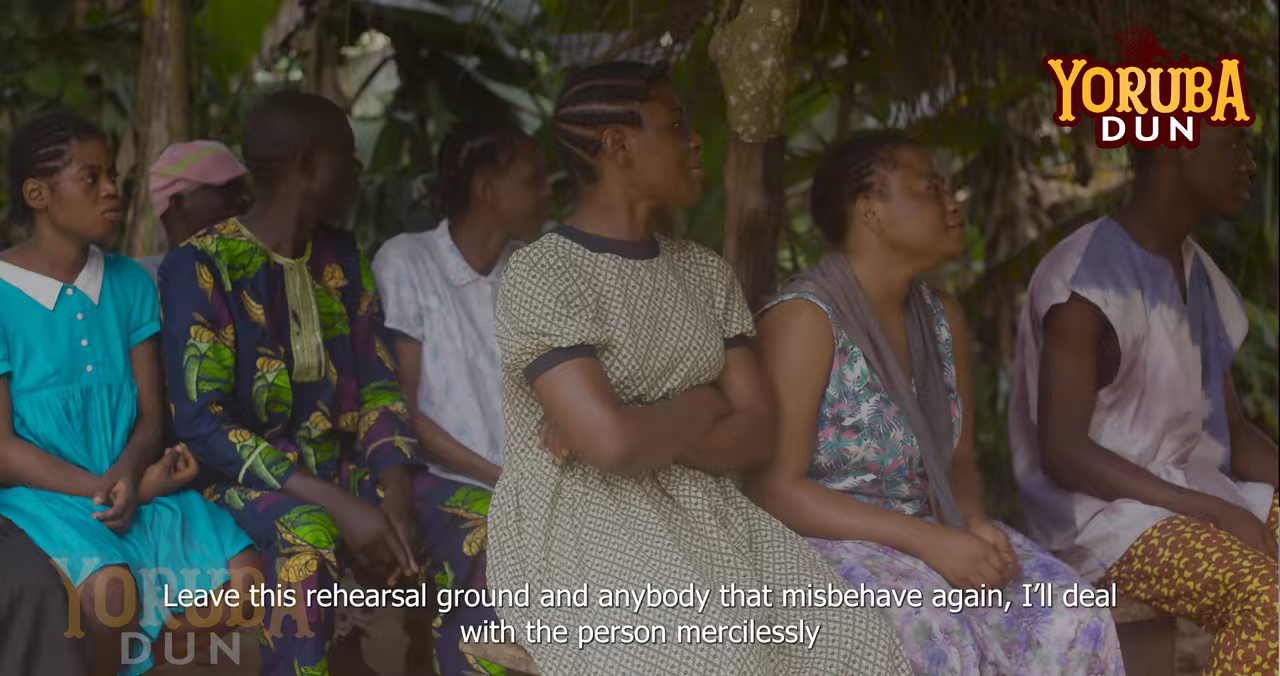 YORUBA
DUN
YORUBA
DUN
Leave this rehearsal ground and anybody that misbehave again, I'll deal
with the person mercilessly